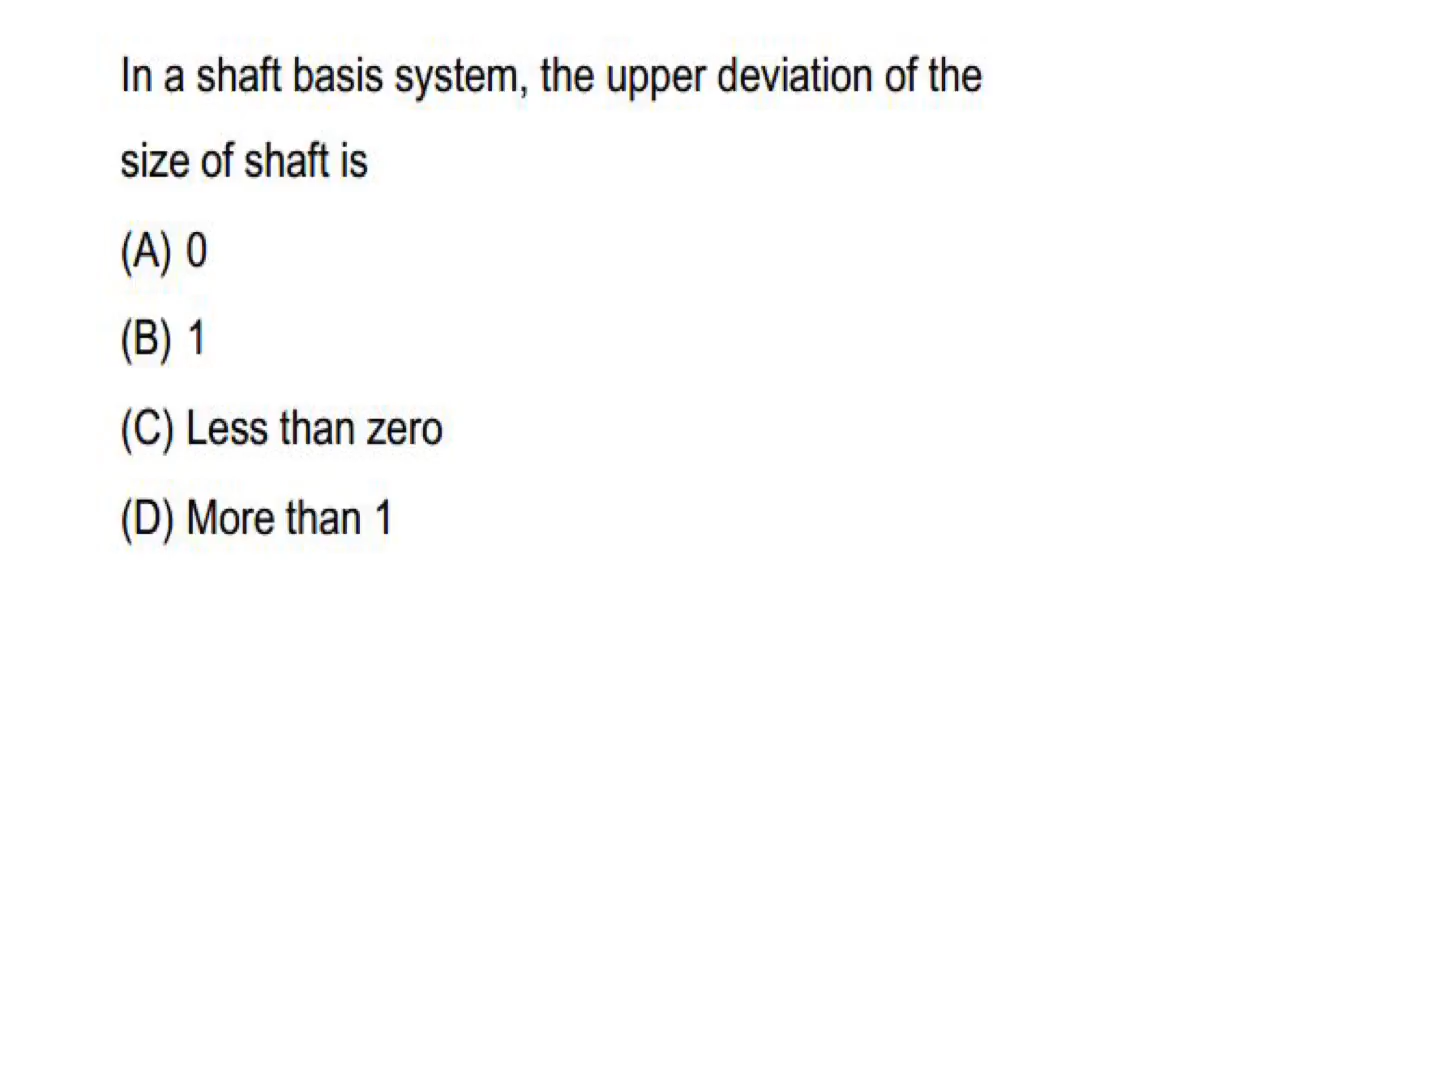 In a shaft basis system, the upper deviation of the
size of shaft is
(A) 0
(B) 1
(C) Less than zero
(D) More than 1